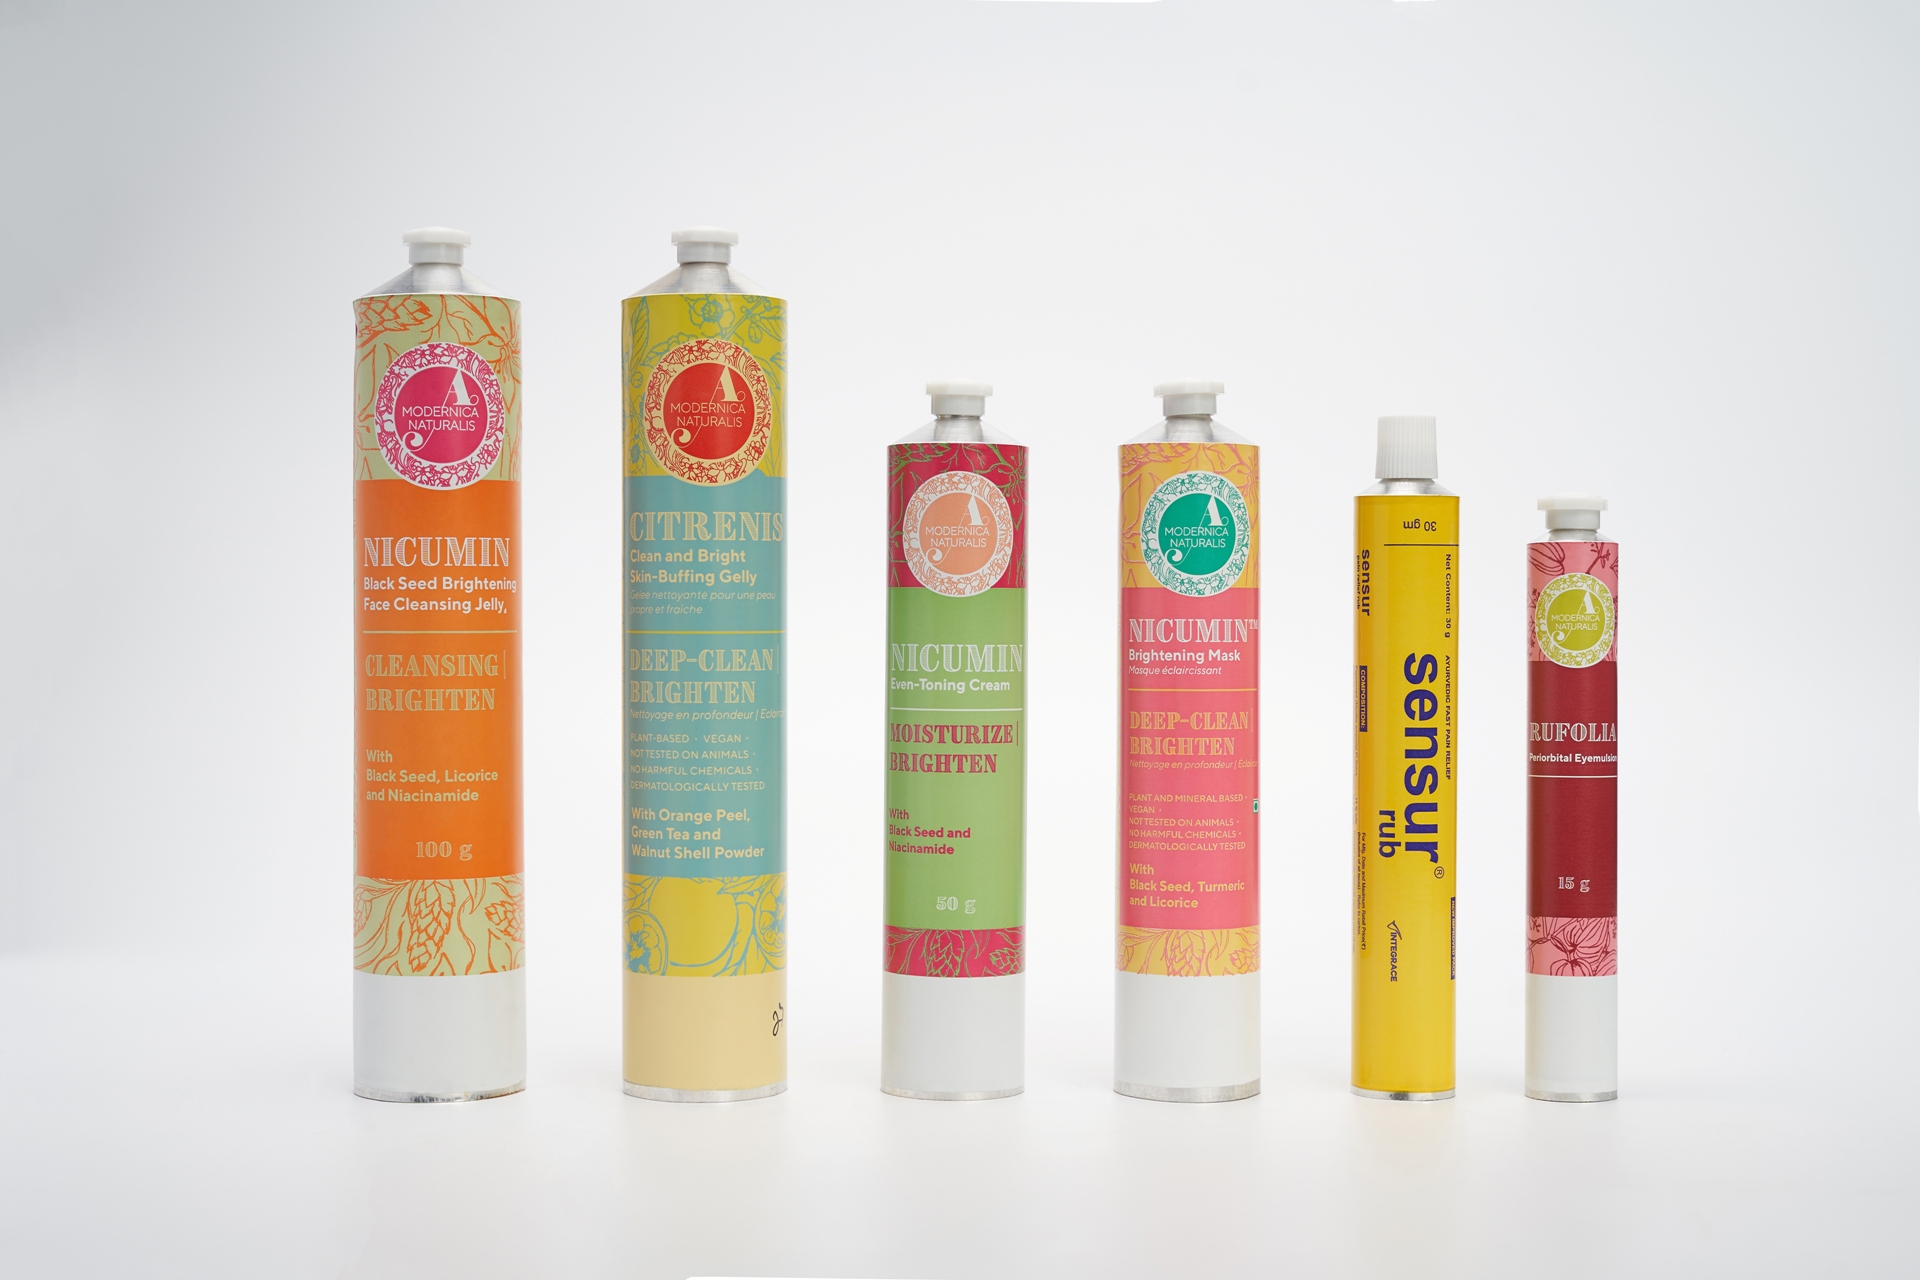 A
MODERNICA
NATURALIS
NICUMIN
Black Seed Brightening
Face Cleansing Jelly,
CLEANSING |
BRIGHTEN
With
Black Seed, Licorice
and Niacinamide
100 g
A
MODERNICA
NATURALIS
CITRENIS
Clean and Bright
Skin-Buffing Gelly
Gelée nettoyante pour une peau
propre et fraîche
DEEP-CLEAN |
BRIGHTEN
Nettoyage en profondeur |
PLANT-BASED · VEGAN ·
NOT TESTED ON ANIMALS ·
NO HARMFUL CHEMICALS ·
DERMATOLOGICALLY TESTED
With Orange Peel,
Green Tea and
Walnut Shell Powder
A
MODERNICA
NATURALIS
NICUMIN
Even-Toning Cream
MOISTURIZE |
BRIGHTEN
With
Black Seed and
Niacinamide
50 g
A
MODERNICA
NATURALIS
NICUMIN™
Brightening Mask
Masque éclaircissant
DEEP-CLEAN |
BRIGHTEN
Nettoyage en profondeur |
PLANT AND MINERAL BASED ·
VEGAN ·
NOT TESTED ON ANIMALS ·
NO HARMFUL CHEMICALS ·
DERMATOLOGICALLY TESTED
With
Black Seed, Turmeric
and Licorice
30 gm
Net Content: 30 g
AYURVEDIC FAST PAIN RELIEF
sensur®
rub
INTEGRACE
sensur
COMPOSITION
A
MODERNICA
NATURALIS
RUFOLIA
Periorbital Eyemulsion
15 g